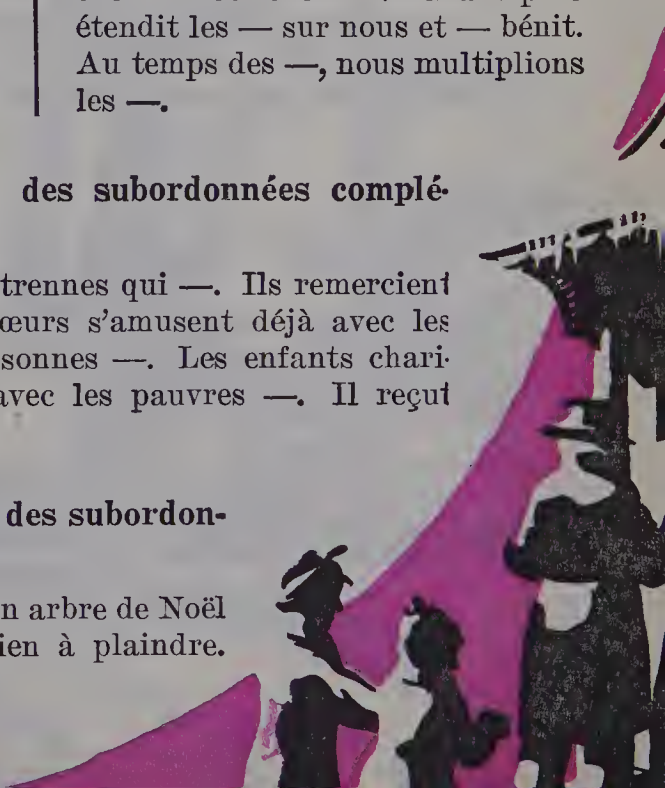 étendit les — sur nous et — bénit.
Au temps des —, nous multiplions
les —.
des subordonnées complé-
trennes qui —. Ils remercient
œurs s'amusent déjà avec les
sonnes —. Les enfants chari-
avec les pauvres —. Il reçut
des subordon-
n arbre de Noël
ien à plaindre.